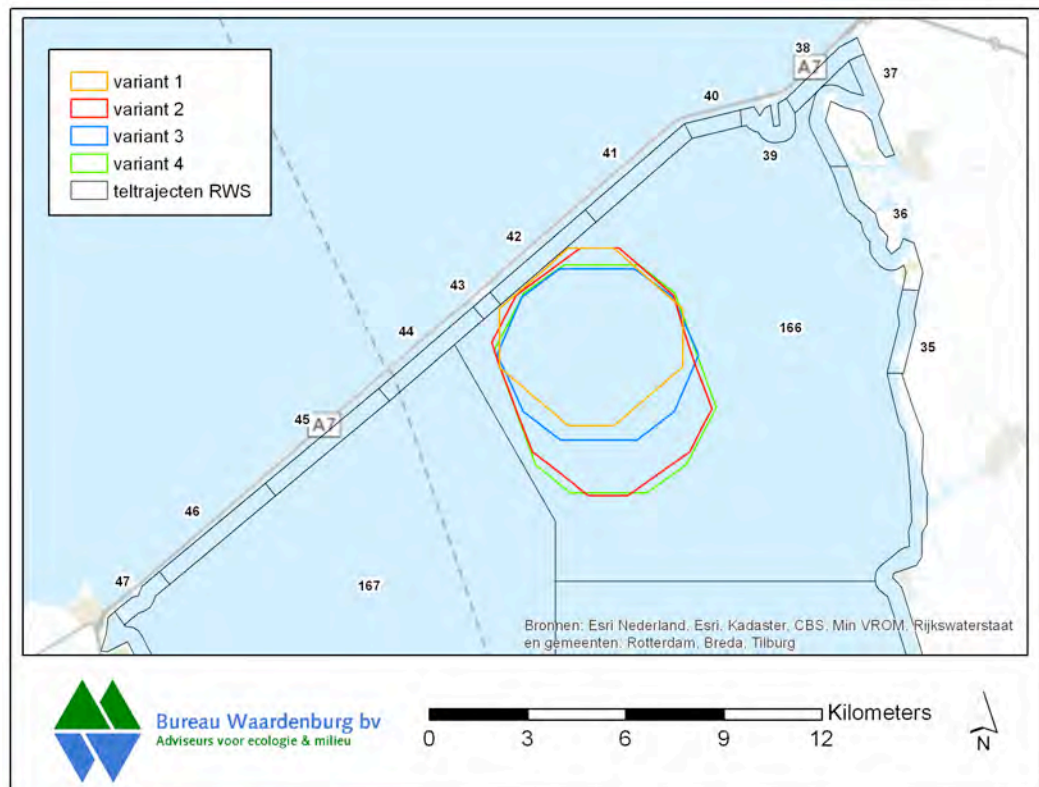 variant 1
variant 2
variant 3
variant 4
teltrajecten RWS
38
A7
37
40
41
39
36
42
43
166
44
35
45
A7
46
47
167
Bronnen: Esri Nederland, Esri, Kadaster, CBS, Min VROM, Rijkswaterstaat
en gemeenten: Rotterdam, Breda, Tilburg
Bureau Waardenburg bv
Adviseurs voor ecologie & milieu
Kilometers
0 3 6 9 12
N